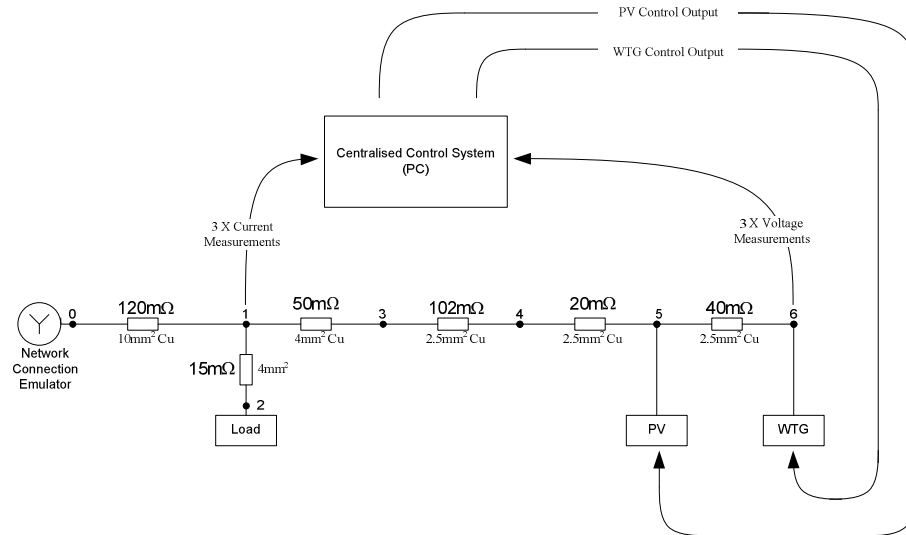 PV Control Output
WTG Control Output
Centralised Control System
(PC)
3 X Current
Measurements
3 X Voltage
Measurements
0
120mΩ
1
50mΩ
3
102mΩ
4
20mΩ
5
40mΩ
6
10mm² Cu
4mm² Cu
2.5mm² Cu
2.5mm² Cu
2.5mm² Cu
Network
Connection
Emulator
15mΩ
4mm²
2
Load
PV
WTG